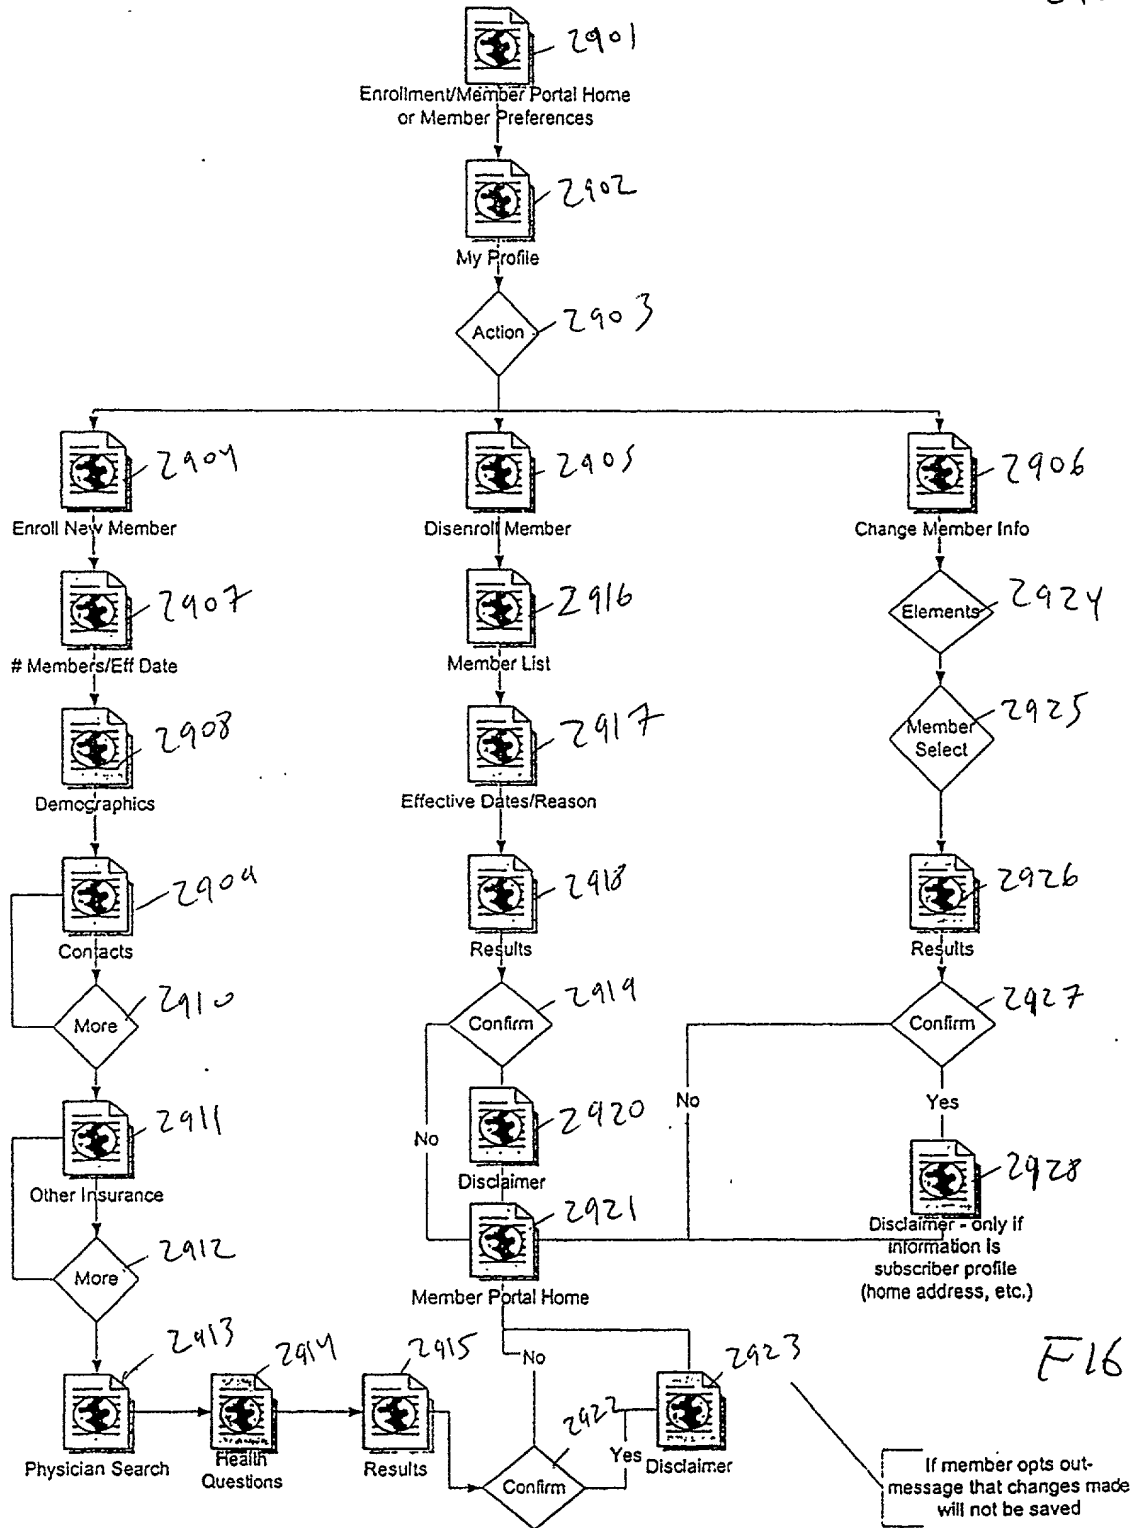 2901
Enrollment/Member Portal Home
or Member Preferences
2902
My Profile
Action
2903
2904
2905
2906
Enroll New Member
Disenroll Member
Change Member Info
2907
2916
Elements
2924
# Members/Eff Date
Member List
2908
2917
Member
Select
2925
Demographics
Effective Dates/Reason
2909
2918
2926
Contacts
Results
Results
More
2910
Confirm
2919
Confirm
2927
2911
No
2920
No
Yes
Other Insurance
Disclaimer
2928
2921
Disclaimer - only if
information is
subscriber profile
(home address, etc.)
More
2912
Member Portal Home
2913
2914
2915
No
2923
2922
Physician Search
Health
Questions
Results
Confirm
Yes
Disclaimer
If member opts out-
message that changes made
will not be saved